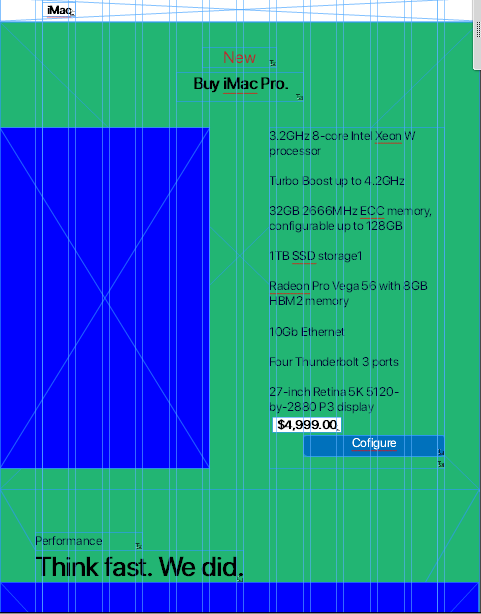 iMac
New
Buy iMac Pro.
3.2GHz 8-core Intel Xeon W
processor
Turbo Boost up to 4.2GHz
32GB 2666MHz ECC memory,
configurable up to 128GB
1TB SSD storage1
Radeon Pro Vega 56 with 8GB
HBM2 memory
10Gb Ethernet
Four Thunderbolt 3 ports
27-inch Retina 5K 5120-
by-2880 P3 display
$4,999.00
Cofigure
Performance
Think fast. We did.